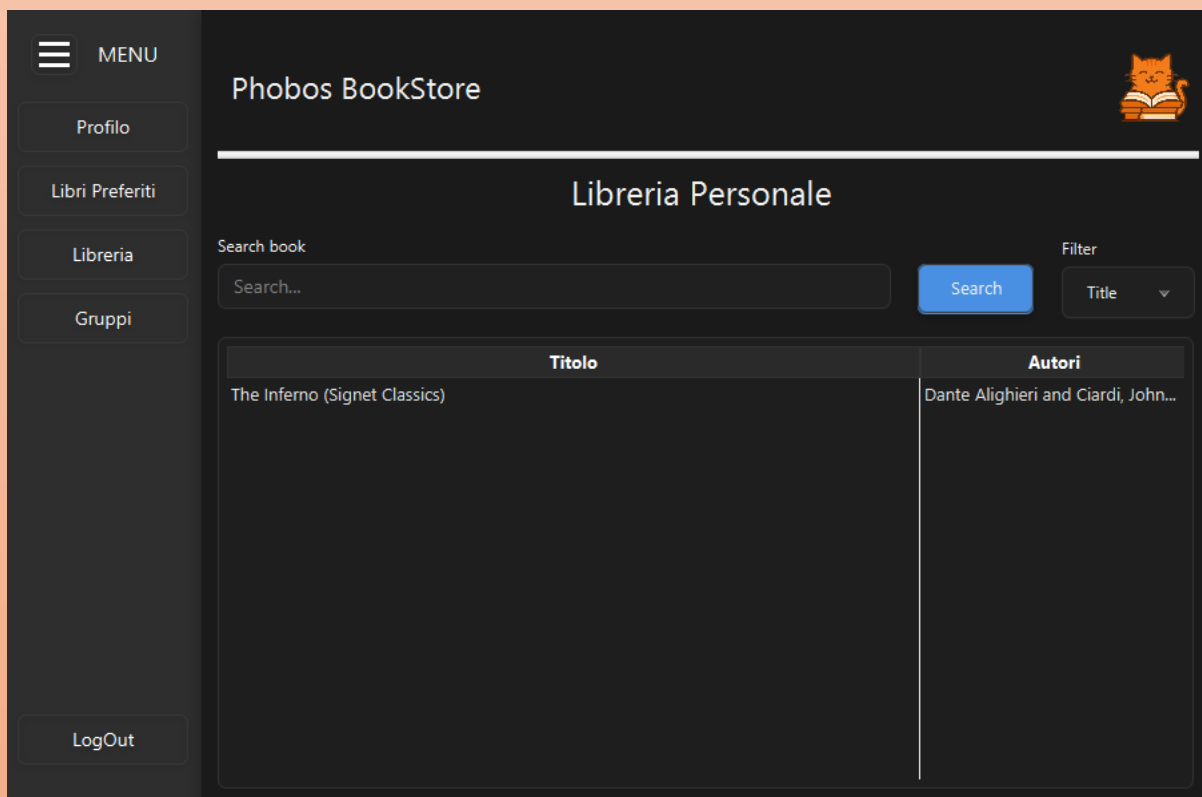 MENU
Profilo
Libri Preferiti
Libreria
Gruppi
LogOut
Phobos BookStore
Libreria Personale
Search book
Search...
Search
Filter
Title
Titolo
Autori
The Inferno (Signet Classics)
Dante Alighieri and Ciardi, John...